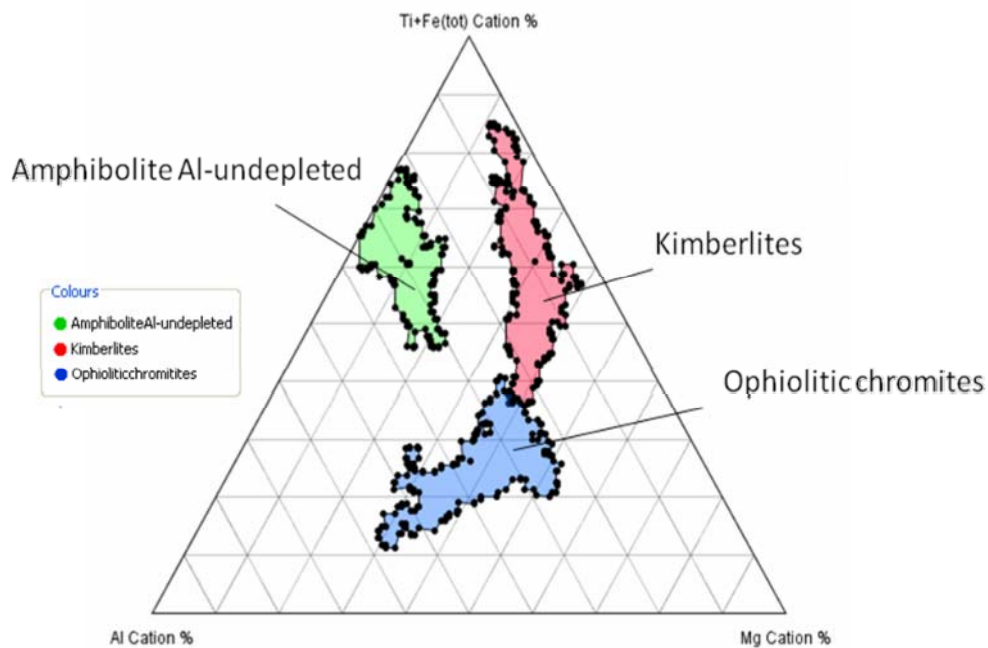 Ti+Fe(tot) Cation %
Amphibolite Al-undepleted
Kimberlites
Colours
AmphiboliteAl-undepleted
Kimberlites
Ophioliticchromitites
Ophiolitic chromites
Al Cation %
Mg Cation %